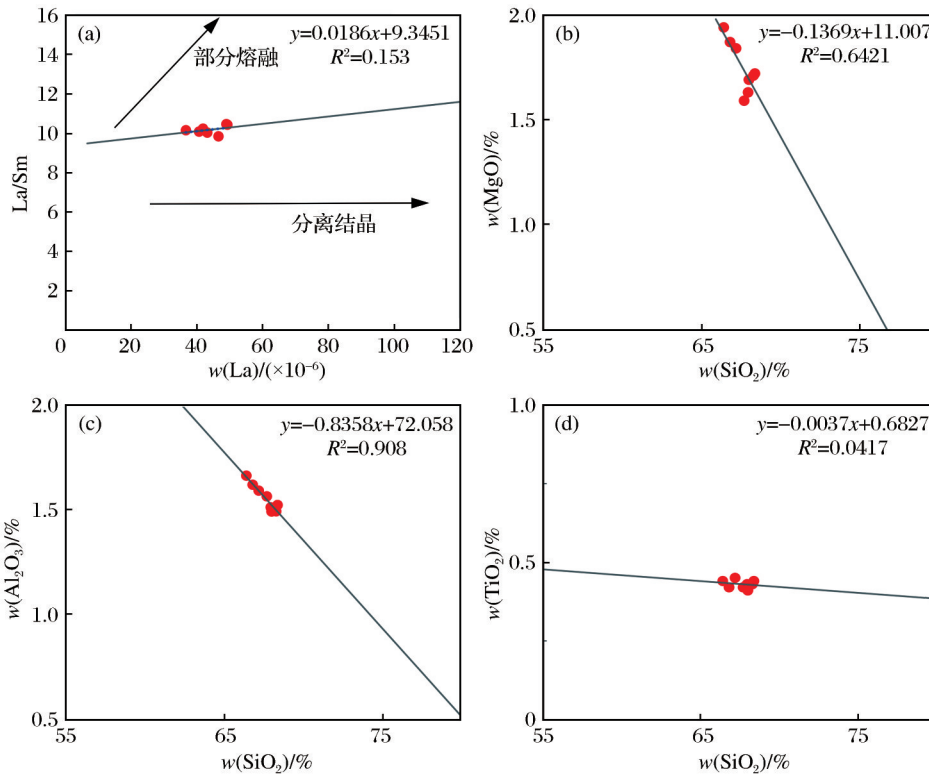 (a)
y=0.0186x+9.3451
R²=0.153
部分熔融
分离结晶
16
14
12
10
8
6
4
2
La/Sm
0 20 40 60 80 100 120
w(La)/(×10⁻⁶)
(b)
y=−0.1369x+11.007
R²=0.6421
2.0
1.5
1.0
0.5
w(MgO)/%
55 65 75
w(SiO₂)/%
(c)
y=−0.8358x+72.058
R²=0.908
2.0
1.5
1.0
0.5
w(Al₂O₃)/%
55 65 75
w(SiO₂)/%
(d)
y=−0.0037x+0.6827
R²=0.0417
1.0
0.5
0
w(TiO₂)/%
55 65 75
w(SiO₂)/%